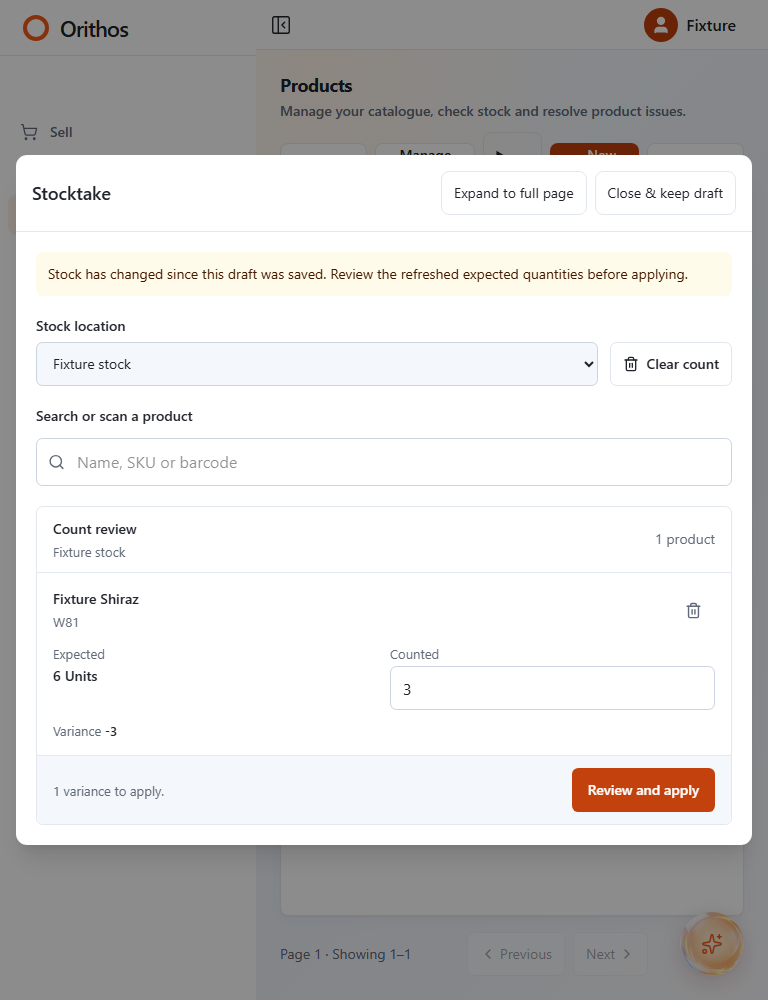 Orithos
Fixture
Products
Manage your catalogue, check stock and resolve product issues.
Sell
Manage
New
Stocktake
Expand to full page
Close & keep draft
Stock has changed since this draft was saved. Review the refreshed expected quantities before applying.
Stock location
Fixture stock
Clear count
Search or scan a product
Name, SKU or barcode
Count review
Fixture stock
1 product
Fixture Shiraz
W81
Expected
Counted
6 Units
3
Variance -3
1 variance to apply.
Review and apply
Page 1 · Showing 1–1
Previous
Next